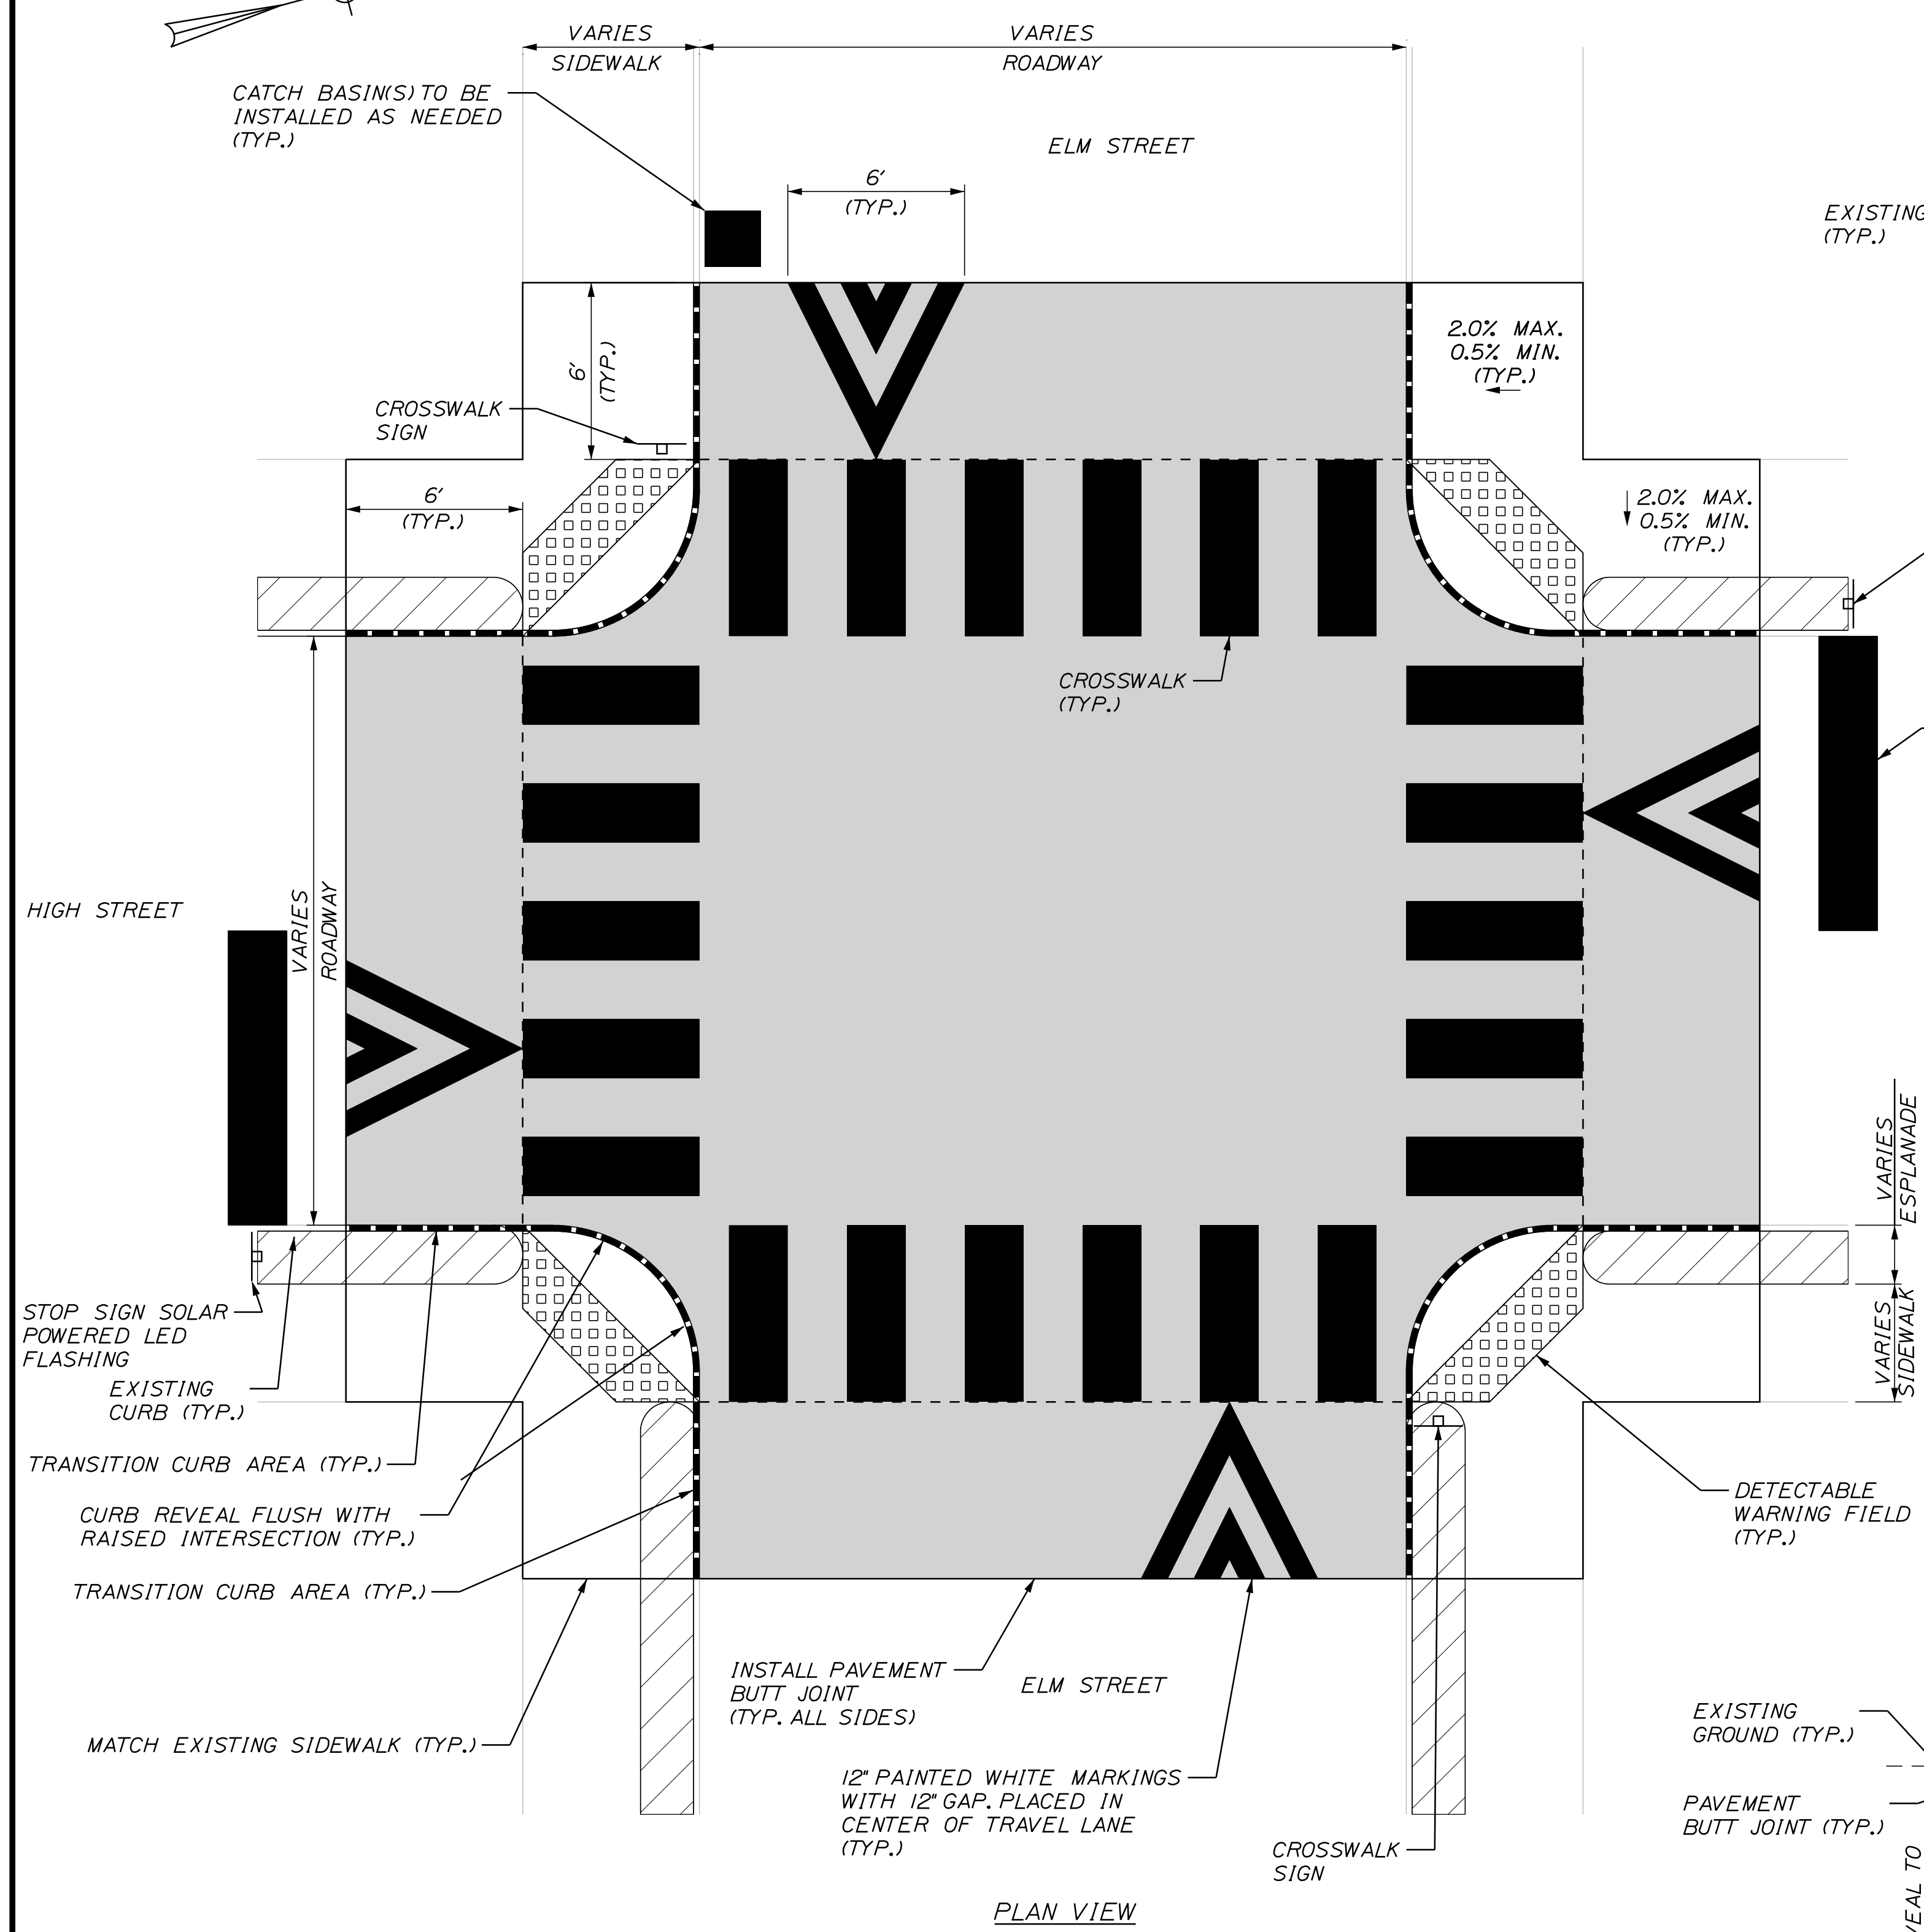 VARIES
SIDEWALK
VARIES
ROADWAY
CATCH BASIN(S) TO BE
INSTALLED AS NEEDED
(TYP.)
ELM STREET
6'
(TYP.)
EXISTING
(TYP.)
2.0% MAX.
0.5% MIN.
(TYP.)
6'
(TYP.)
CROSSWALK
SIGN
6'
(TYP.)
2.0% MAX.
0.5% MIN.
(TYP.)
CROSSWALK
(TYP.)
HIGH STREET
VARIES
ROADWAY
VARIES
ESPLANADE
VARIES
SIDEWALK
STOP SIGN SOLAR
POWERED LED
FLASHING
EXISTING
CURB (TYP.)
TRANSITION CURB AREA (TYP.)
CURB REVEAL FLUSH WITH
RAISED INTERSECTION (TYP.)
TRANSITION CURB AREA (TYP.)
DETECTABLE
WARNING FIELD
(TYP.)
INSTALL PAVEMENT
BUTT JOINT
(TYP. ALL SIDES)
ELM STREET
MATCH EXISTING SIDEWALK (TYP.)
12" PAINTED WHITE MARKINGS
WITH 12" GAP. PLACED IN
CENTER OF TRAVEL LANE
(TYP.)
CROSSWALK
SIGN
EXISTING
GROUND (TYP.)
PAVEMENT
BUTT JOINT (TYP.)
VEAL TO
PLAN VIEW